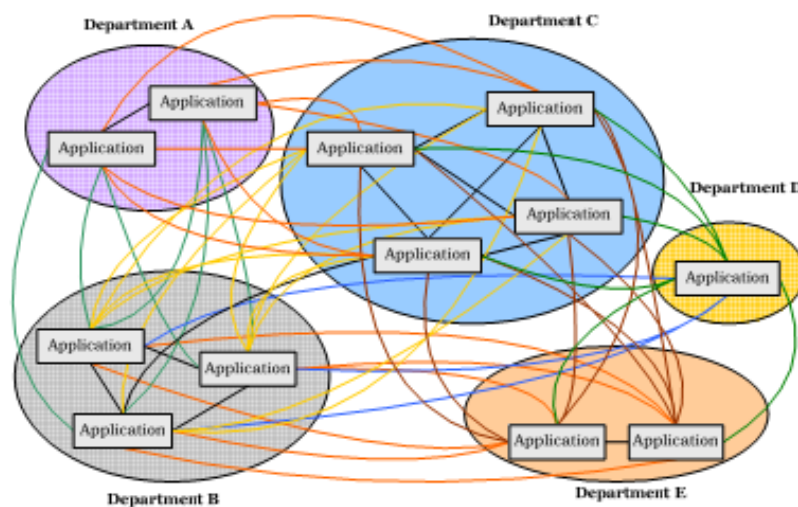 Department A
Department C
Application
Application
Application
Application
Department D
Application
Application
Application
Application
Application
Application
Application
Application
Department B
Department E